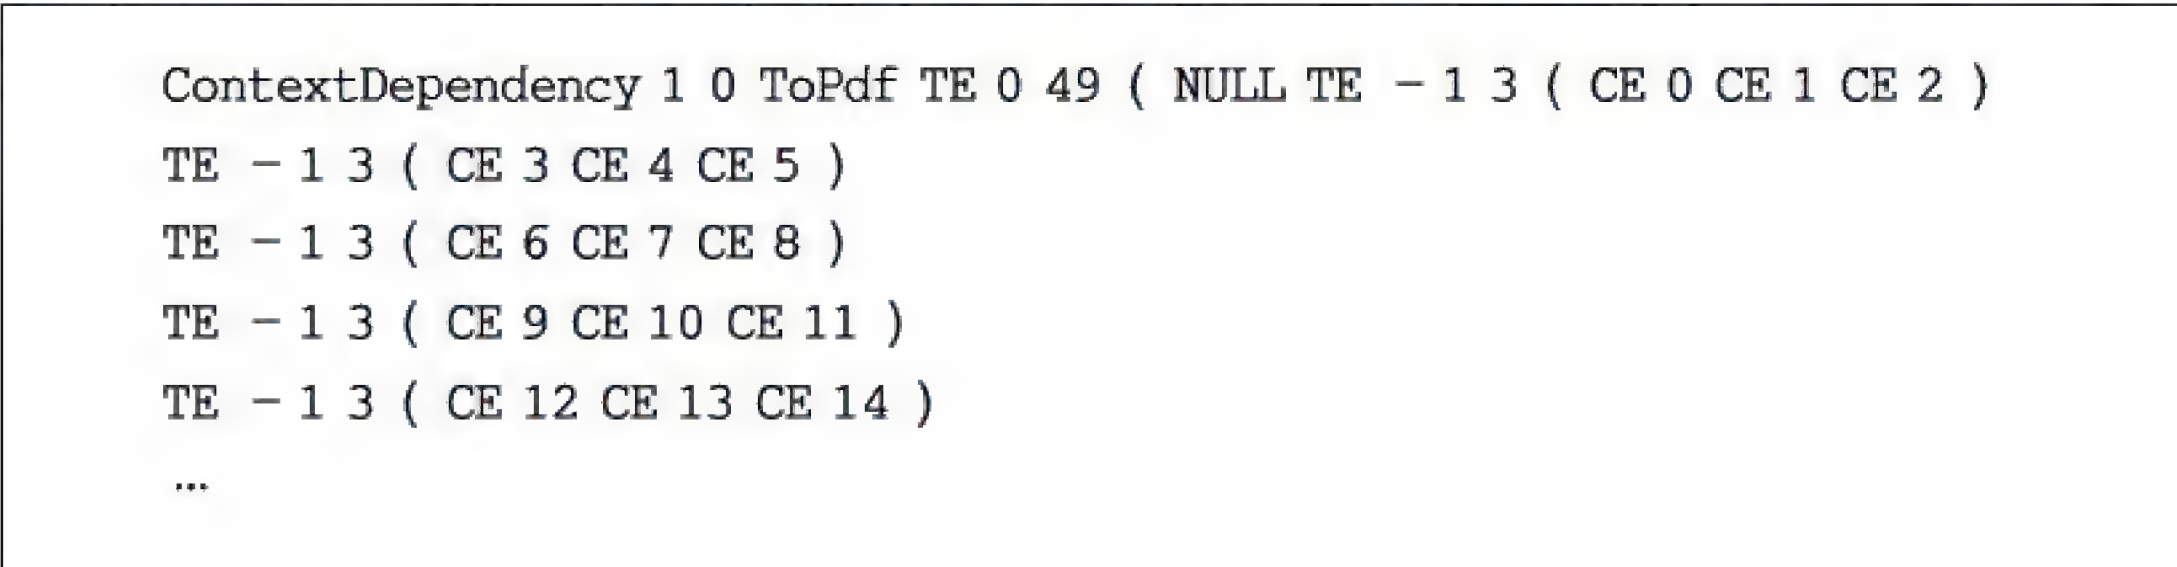 ContextDependency 1 0 ToPdf TE 0 49 ( NULL TE -1 3 ( CE 0 CE 1 CE 2 )
TE -1 3 ( CE 3 CE 4 CE 5 )
TE -1 3 ( CE 6 CE 7 CE 8 )
TE -1 3 ( CE 9 CE 10 CE 11 )
TE -1 3 ( CE 12 CE 13 CE 14 )
…